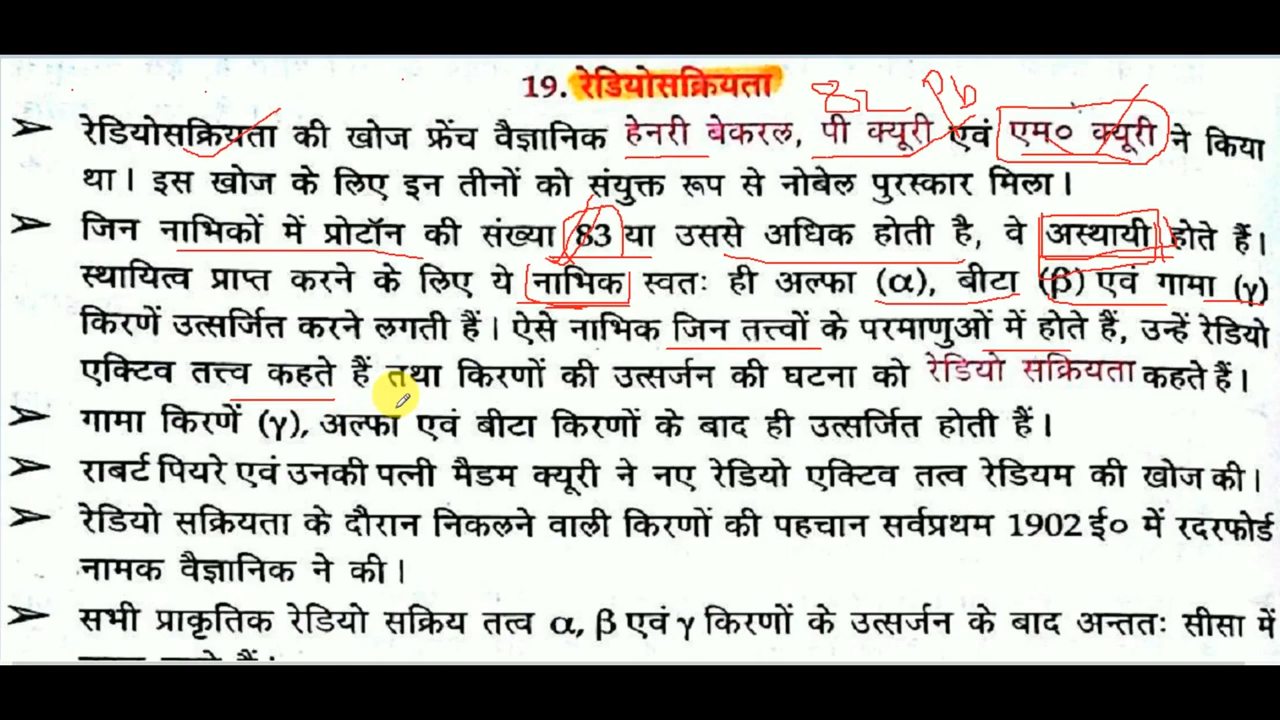 19. रेडियोसक्रियता
82 Pb
➢ रेडियोसक्रियता की खोज फ्रेंच वैज्ञानिक हेनरी बेकरल, पी क्यूरी एवं एम० क्यूरी ने किया
था। इस खोज के लिए इन तीनों को संयुक्त रूप से नोबेल पुरस्कार मिला।
➢ जिन नाभिकों में प्रोटॉन की संख्या 83 या उससे अधिक होती है, वे अस्थायी होते हैं।
स्थायित्व प्राप्त करने के लिए ये नाभिक स्वतः ही अल्फा (α), बीटा (β) एवं गामा (γ)
किरणें उत्सर्जित करने लगती हैं। ऐसे नाभिक जिन तत्त्वों के परमाणुओं में होते हैं, उन्हें रेडियो
एक्टिव तत्त्व कहते हैं तथा किरणों की उत्सर्जन की घटना को रेडियो सक्रियता कहते हैं।
➢ गामा किरणें (γ), अल्फा एवं बीटा किरणों के बाद ही उत्सर्जित होती हैं।
➢ राबर्ट पियरे एवं उनकी पत्नी मैडम क्यूरी ने नए रेडियो एक्टिव तत्व रेडियम की खोज की।
➢ रेडियो सक्रियता के दौरान निकलने वाली किरणों की पहचान सर्वप्रथम 1902 ई० में रदरफोर्ड
नामक वैज्ञानिक ने की।
➢ सभी प्राकृतिक रेडियो सक्रिय तत्व α, β एवं γ किरणों के उत्सर्जन के बाद अन्ततः सीसा में